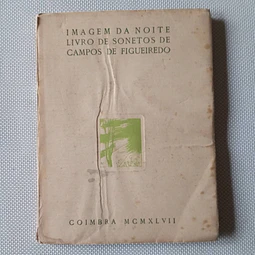 IMAGEM DA NOITE
LIVRO DE SONETOS DE
CAMPOS DE FIGUEIREDO
COIMBRA MCMXLVII